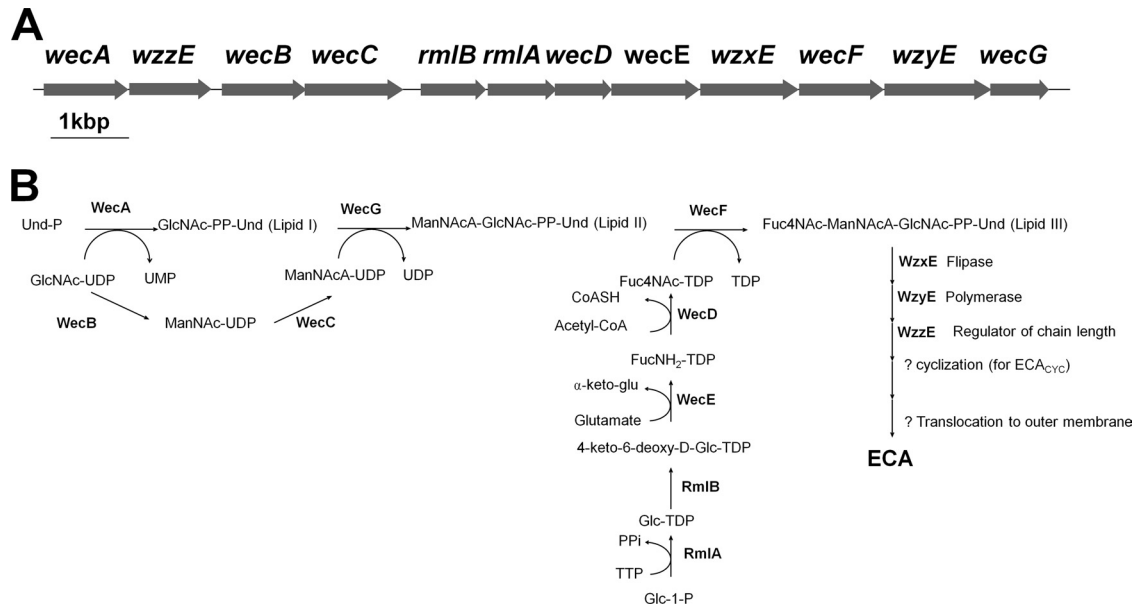 A
wecA wzzE wecB wecC rmlB rmlA wecD wecE wzxE wecF wzyE wecG
1kbp
B
WecA WecG WecF
Und-P GlcNAc-PP-Und (Lipid I) ManNAcA-GlcNAc-PP-Und (Lipid II) Fuc4NAc-ManNAcA-GlcNAc-PP-Und (Lipid III)
GlcNAc-UDP UMP ManNAcA-UDP UDP Fuc4NAc-TDP TDP
WecB ManNAc-UDP WecC
CoASH
WecD
Acetyl-CoA
FucNH2-TDP
α-keto-glu
WecE
Glutamate
4-keto-6-deoxy-D-Glc-TDP
RmlB
Glc-TDP
PPi
RmlA
TTP
Glc-1-P
WzxE Flipase
WzyE Polymerase
WzzE Regulator of chain length
? cyclization (for ECACYC)
? Translocation to outer membrane
ECA